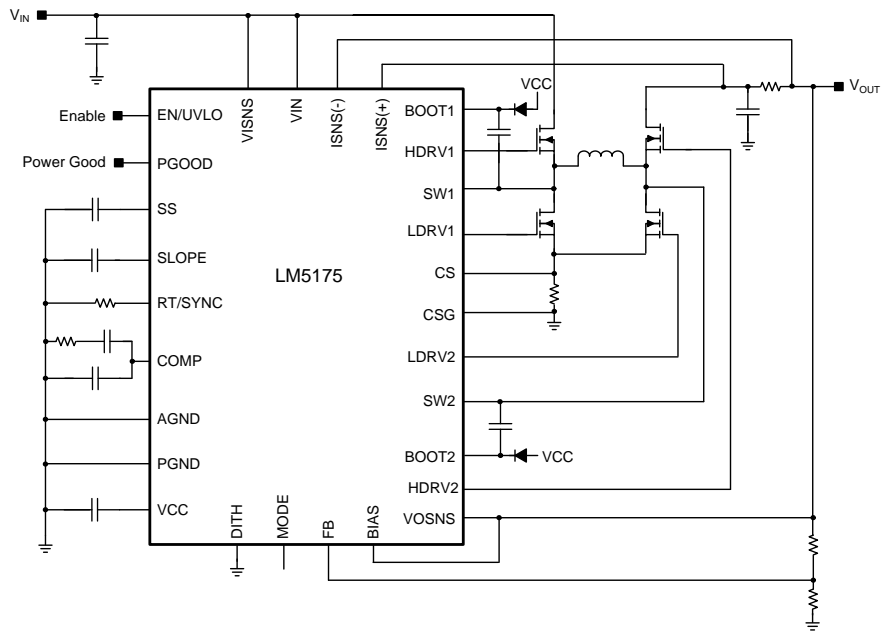 VIN
VISNS
VIN
ISNS(-)
ISNS(+)
VCC
VOUT
Enable
EN/UVLO
BOOT1
Power Good
PGOOD
HDRV1
SS
SW1
LDRV1
SLOPE
LM5175
CS
RT/SYNC
CSG
COMP
LDRV2
SW2
AGND
BOOT2
VCC
PGND
HDRV2
VCC
VOSNS
DITH
MODE
FB
BIAS